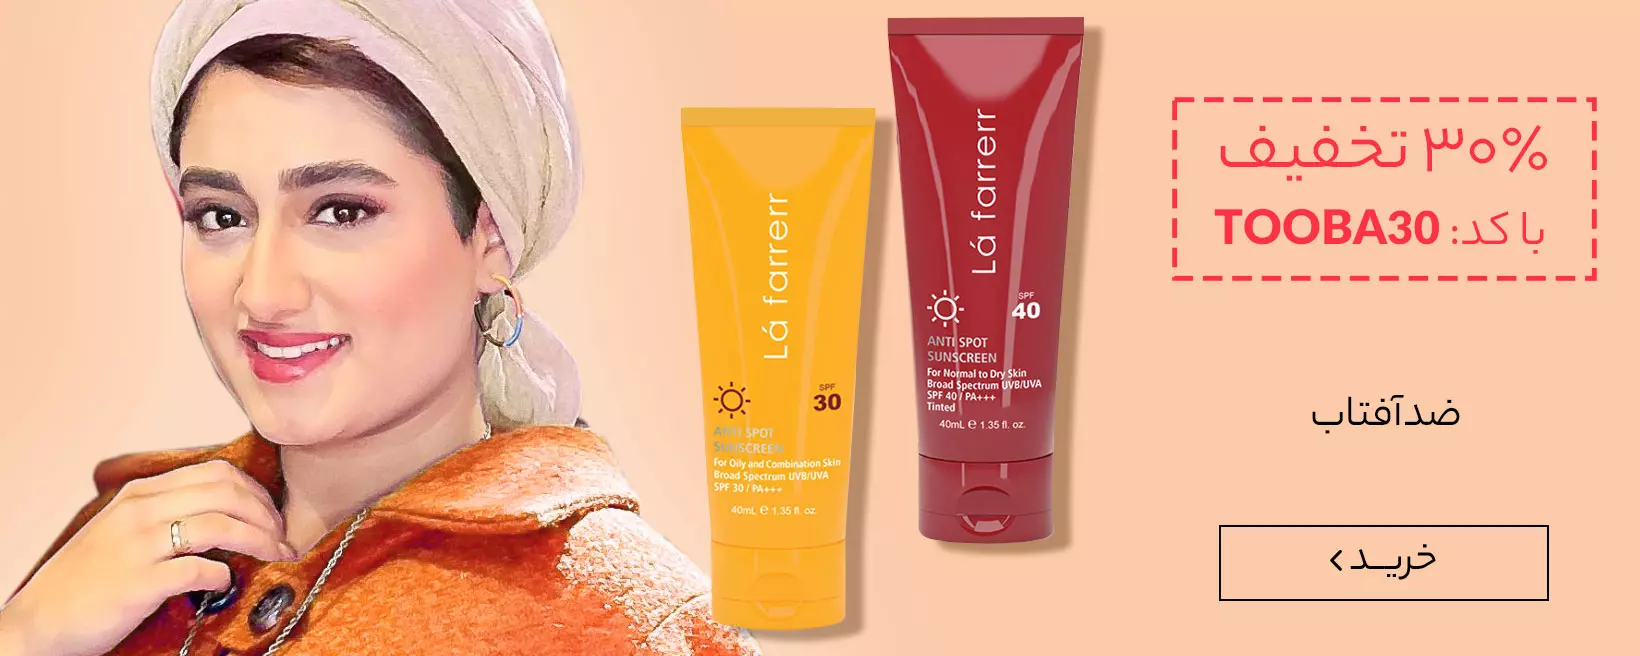 Lá farrerr
SPF
30
ANTI SPOT
SUNSCREEN
For Oily and Combination Skin
Broad Spectrum UVB/UVA
SPF 30 / PA+++
40mL e 1.35 fl. oz.
Lá farrerr
SPF
40
ANTI SPOT
SUNSCREEN
For Normal to Dry Skin
Broad Spectrum UVB/UVA
SPF 40 / PA+++
Tinted
40mL e 1.35 fl. oz.
۳۰% تخفیف
با کد: TOOBA30
ضدآفتاب
خریــد >